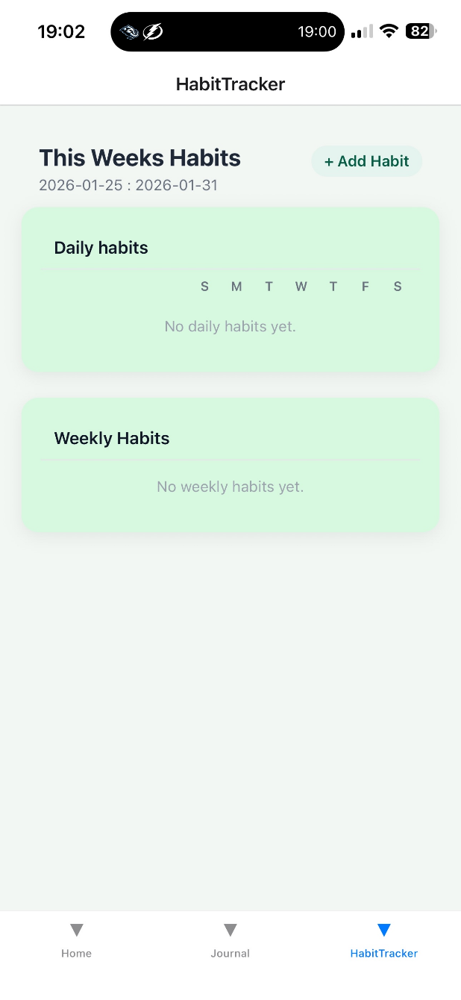 19:02
19:00
82
HabitTracker
This Weeks Habits
+ Add Habit
2026-01-25 : 2026-01-31
Daily habits
S M T W T F S
No daily habits yet.
Weekly Habits
No weekly habits yet.
Home
Journal
HabitTracker